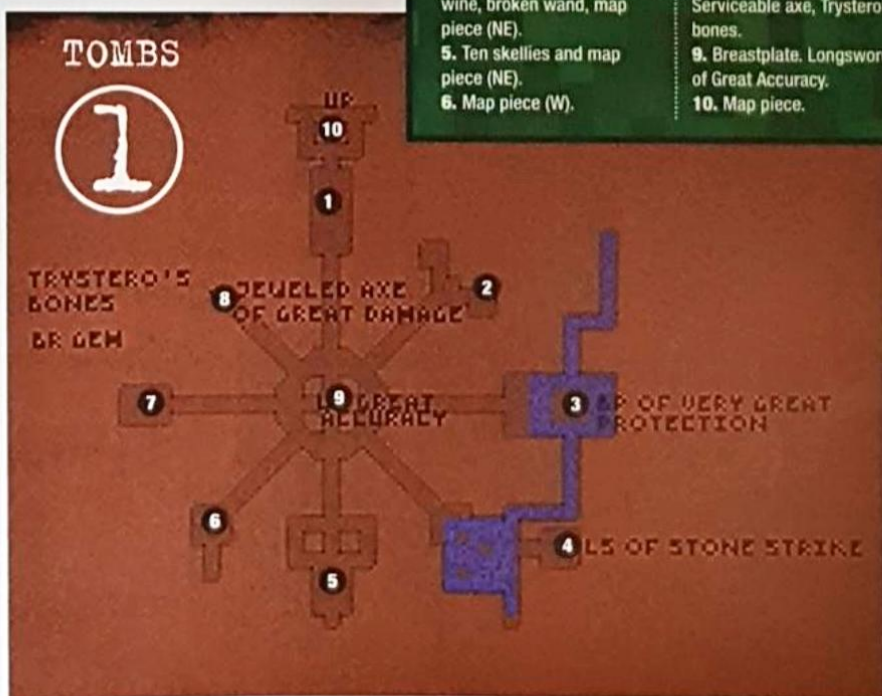 wine, broken wand, map
piece (NE).
5. Ten skellies and map
piece (NE).
6. Map piece (W).
Serviceable axe, Trystero
bones.
9. Breastplate. Longswor
of Great Accuracy.
10. Map piece.
TOMBS
1
UP
10
1
TRYSTERO'S
BONES
BR GEM
8 JEWELED AXE
OF GREAT DAMAGE
2
7
9 GREAT
ACCURACY
3 BP OF VERY GREAT
PROTECTION
6
5
4 LS OF STONE STRIKE